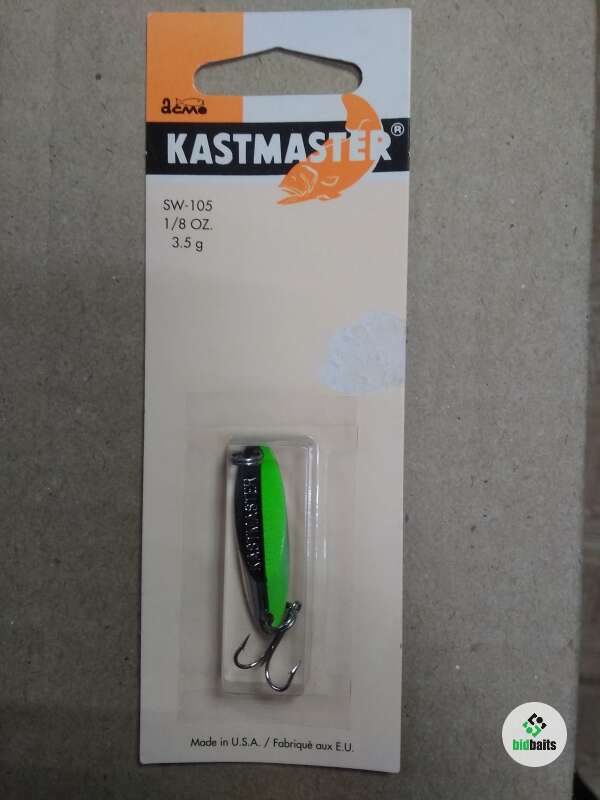 acme
KASTMASTER®
SW-105
1/8 OZ.
3.5 g
KASTMASTER
Made in U.S.A. / Fabriqué aux E.U.
bidbaits